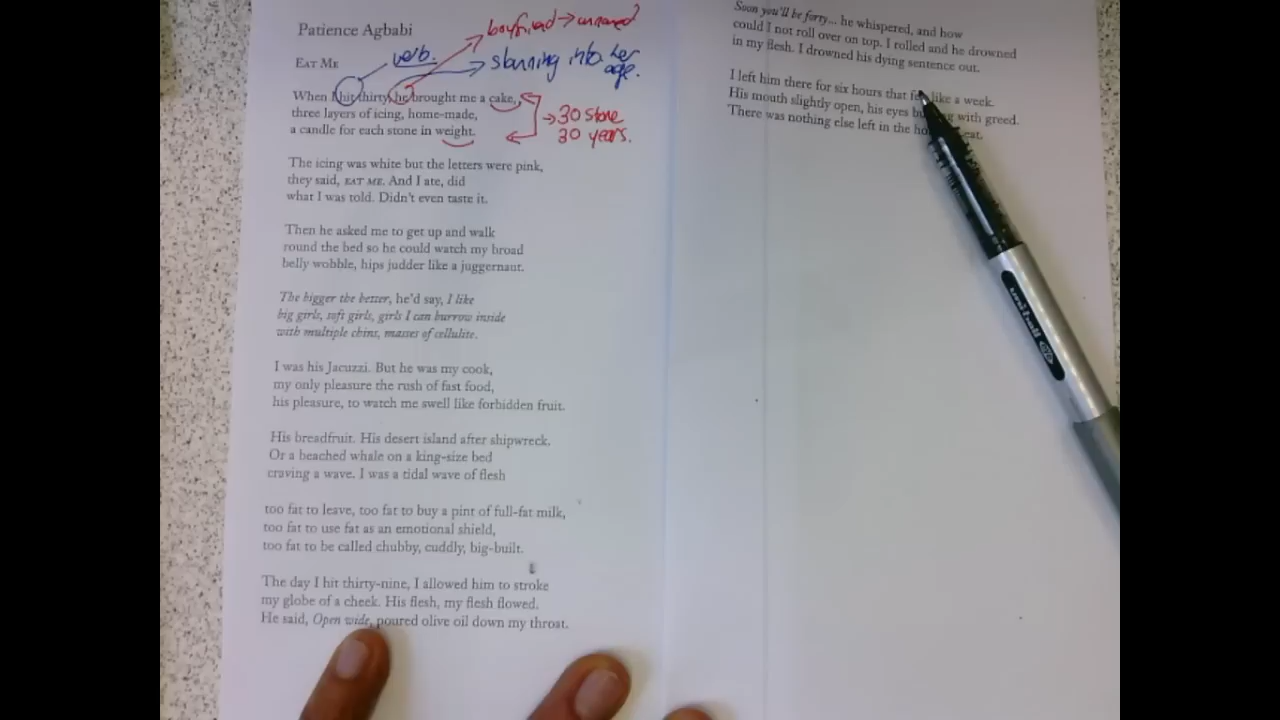 Patience Agbabi
EAT ME
When I hit thirty, he brought me a cake,
three layers of icing, home-made,
a candle for each stone in weight.
The icing was white but the letters were pink,
they said, EAT ME. And I ate, did
what I was told. Didn't even taste it.
Then he asked me to get up and walk
round the bed so he could watch my broad
belly wobble, hips judder like a juggernaut.
The bigger the better, he'd say, I like
big girls, soft girls, girls I can burrow inside
with multiple chins, masses of cellulite.
I was his Jacuzzi. But he was my cook,
my only pleasure the rush of fast food,
his pleasure, to watch me swell like forbidden fruit.
His breadfruit. His desert island after shipwreck.
Or a beached whale on a king-size bed
craving a wave. I was a tidal wave of flesh
too fat to leave, too fat to buy a pint of full-fat milk,
too fat to use fat as an emotional shield,
too fat to be called chubby, cuddly, big-built.
The day I hit thirty-nine, I allowed him to stroke
my globe of a cheek. His flesh, my flesh flowed.
He said, Open wide, poured olive oil down my throat.
verb.
boyfriend → unnamed
slamming into her
age.
→ 30 stone
30 years.
Soon you'll be forty... he whispered, and how
could I not roll over on top. I rolled and he drowned
in my flesh. I drowned his dying sentence out.
I left him there for six hours that like a week.
His mouth slightly open, his eyes with greed.
There was nothing else left in the
uniball